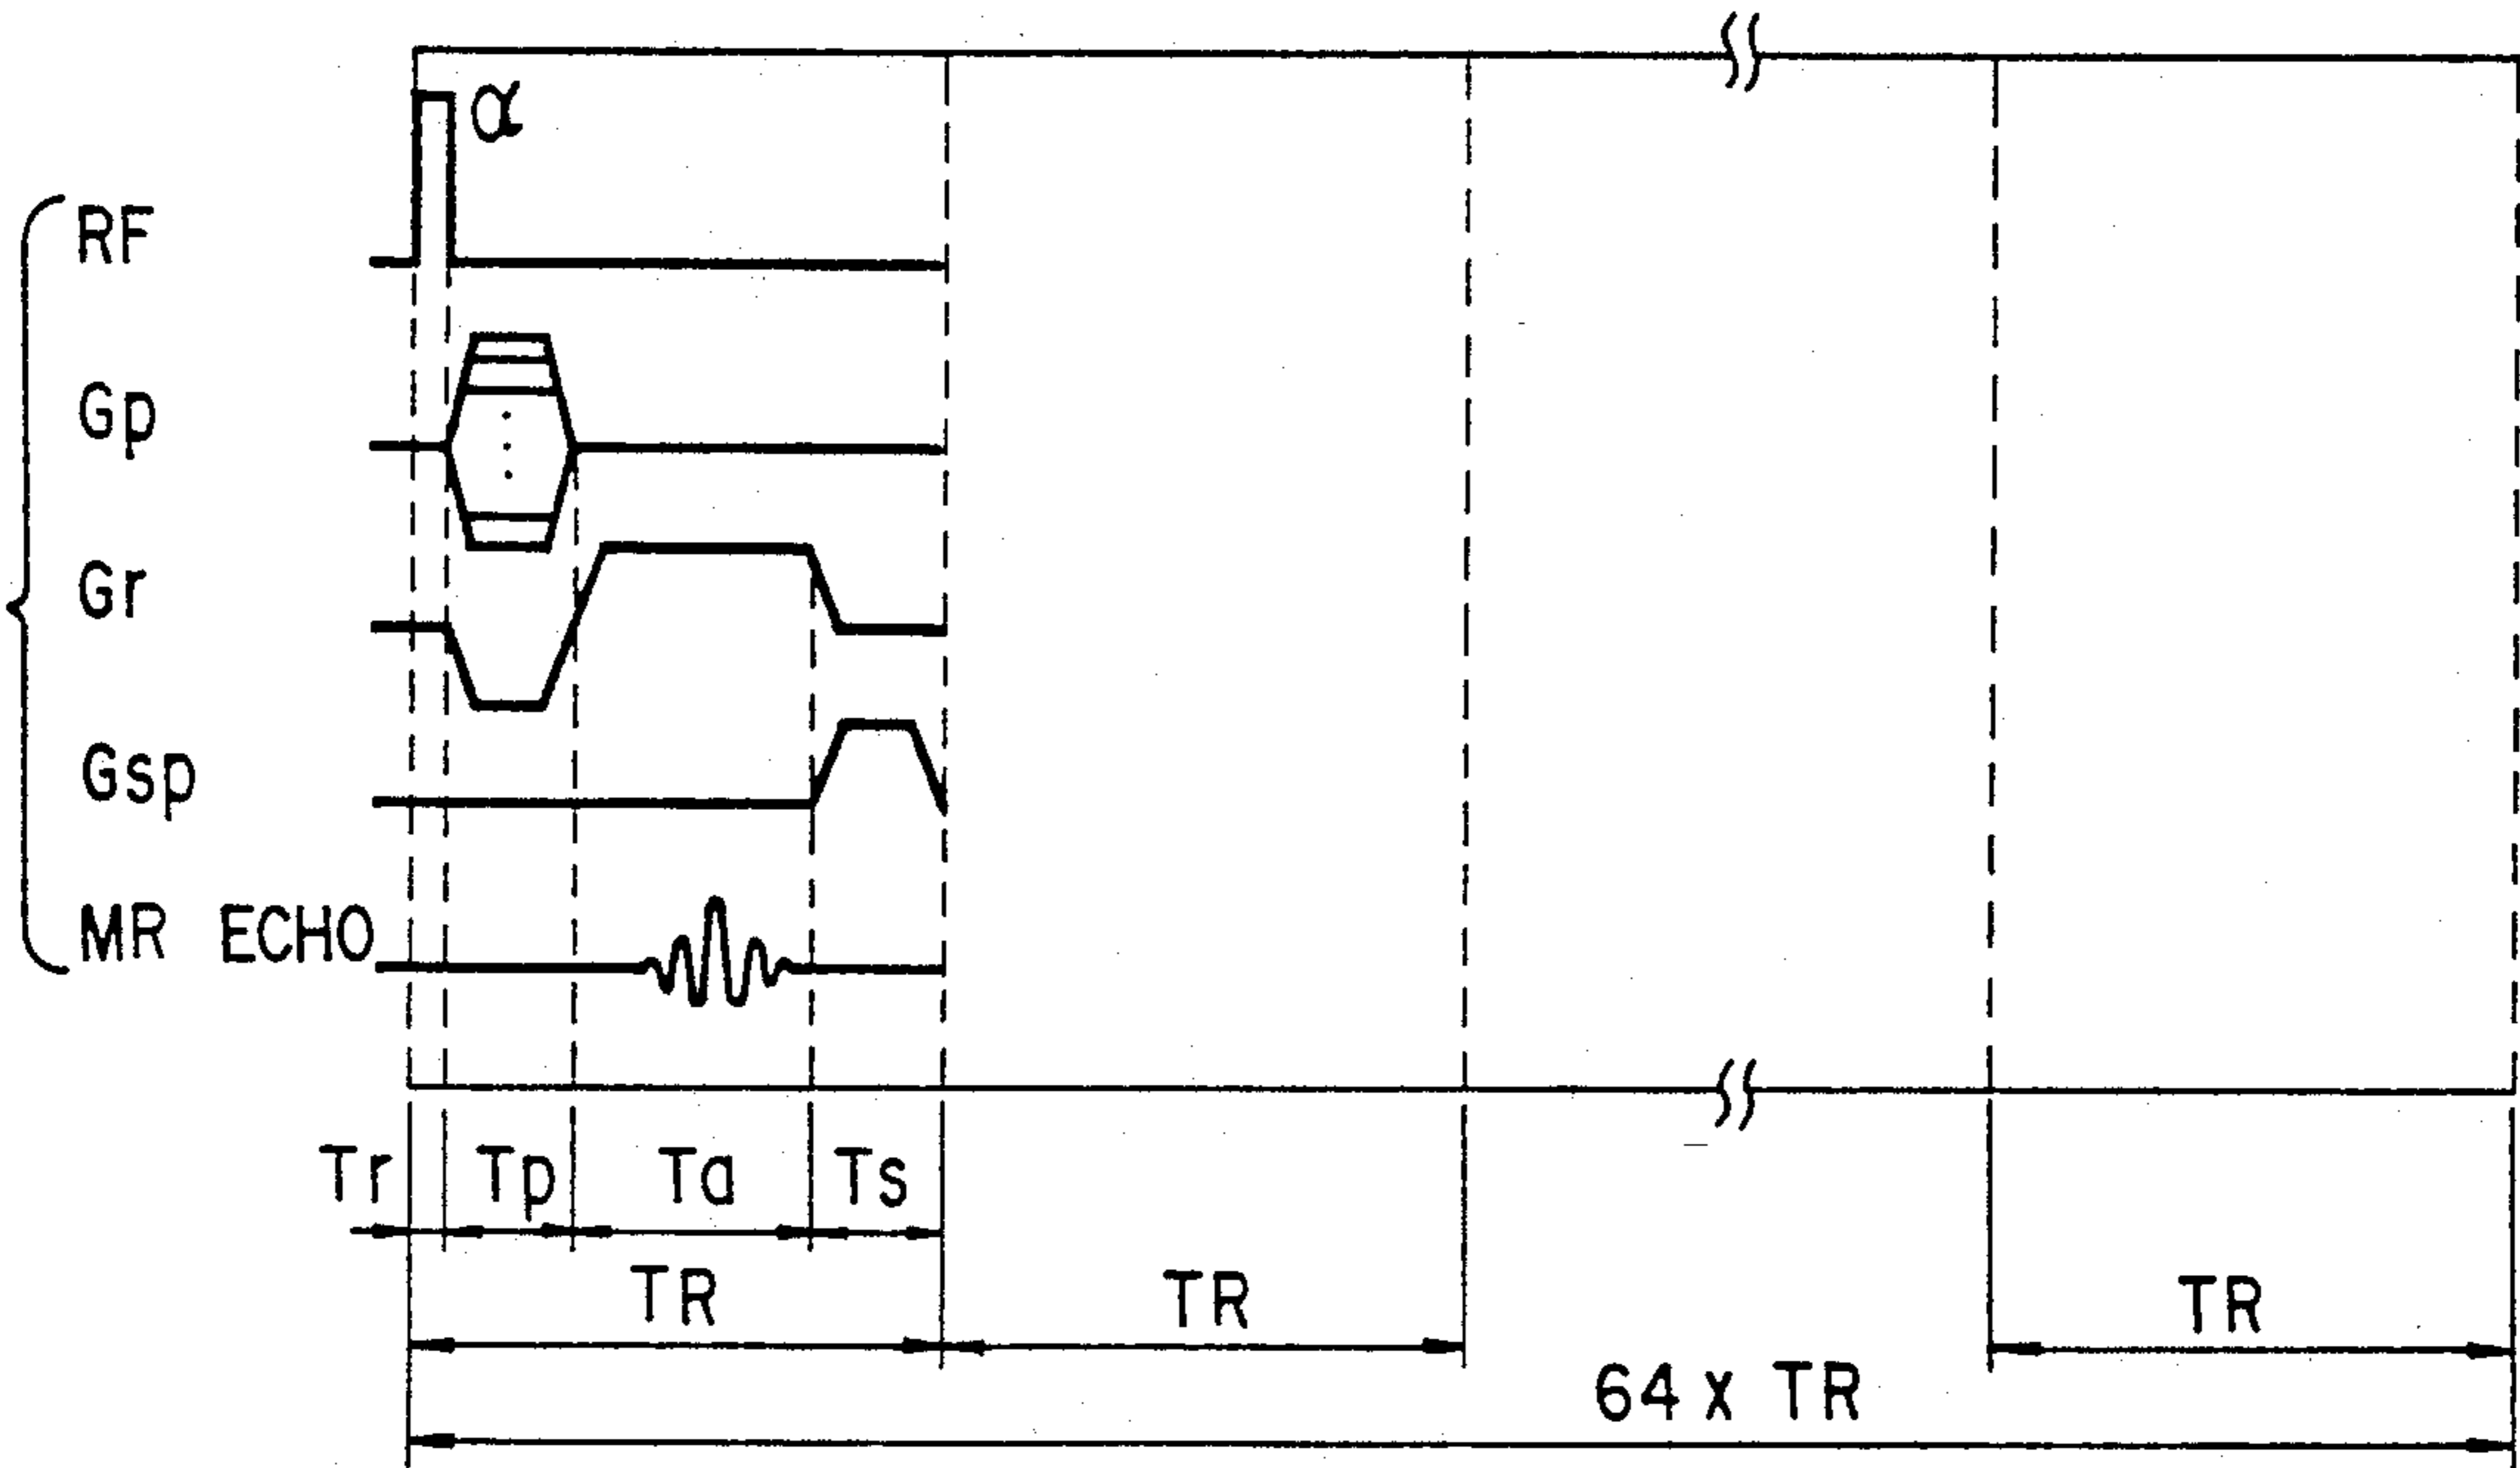 α
RF
Gp
Gr
Gsp
MR ECHO
Tr Tp Ta Ts
TR TR TR
64 x TR